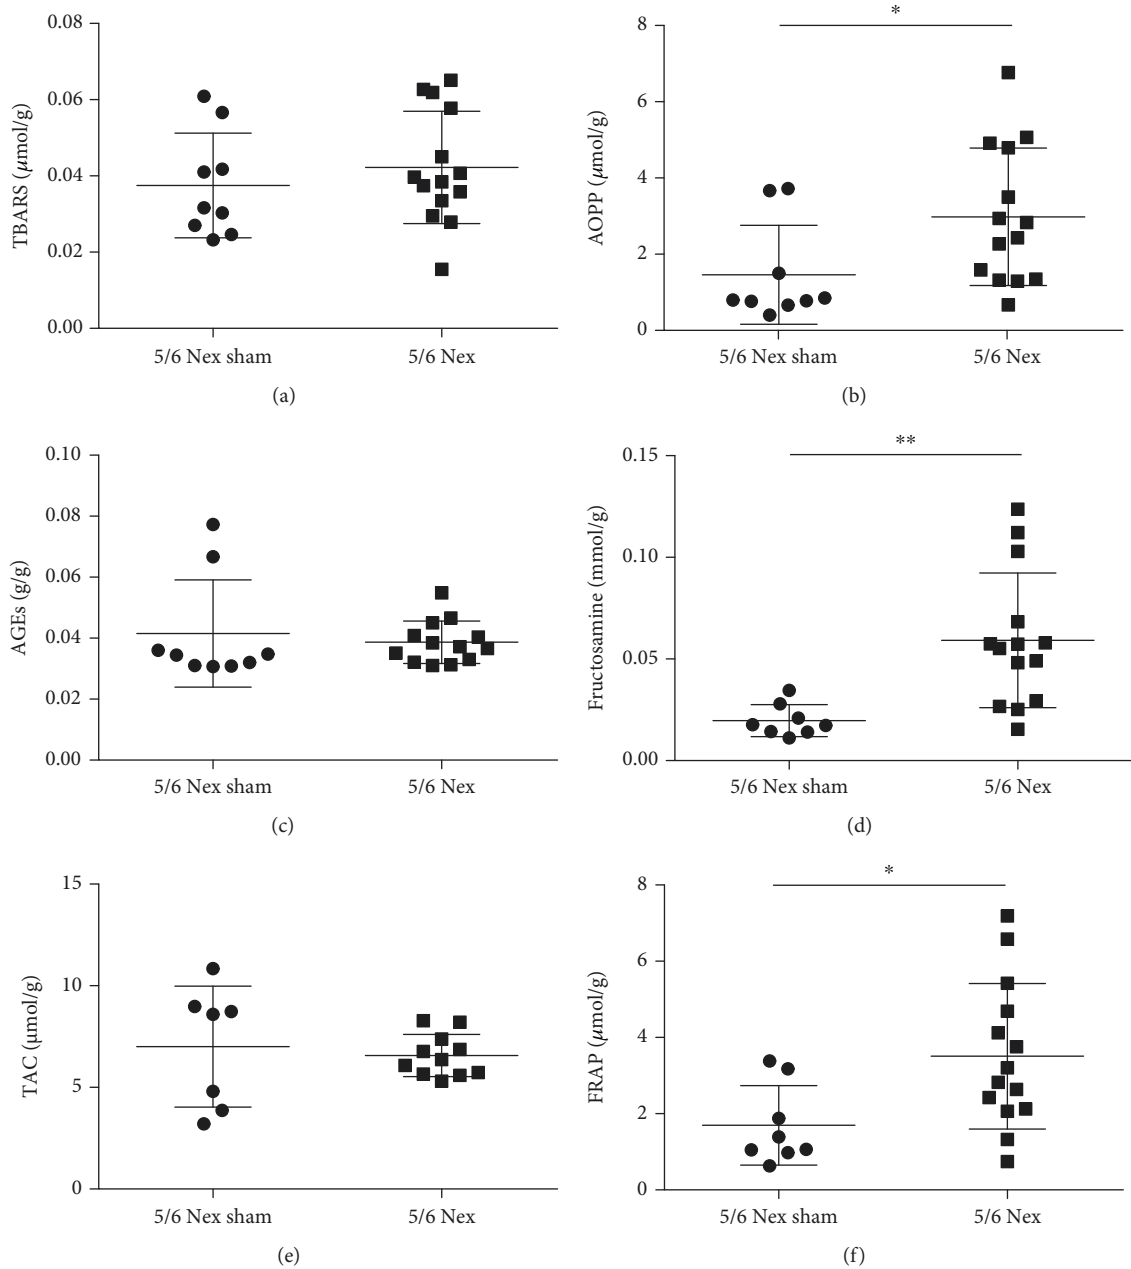 0.08
0.06
0.04
0.02
0.00
TBARS (μmol/g)
5/6 Nex sham
5/6 Nex
(a)
*
8
6
4
2
0
AOPP (μmol/g)
5/6 Nex sham
5/6 Nex
(b)
0.10
0.08
0.06
0.04
0.02
0.00
AGEs (g/g)
5/6 Nex sham
5/6 Nex
(c)
**
0.15
0.10
0.05
0.00
Fructosamine (mmol/g)
5/6 Nex sham
5/6 Nex
(d)
15
10
5
0
TAC (μmol/g)
5/6 Nex sham
5/6 Nex
(e)
*
8
6
4
2
0
FRAP (μmol/g)
5/6 Nex sham
5/6 Nex
(f)